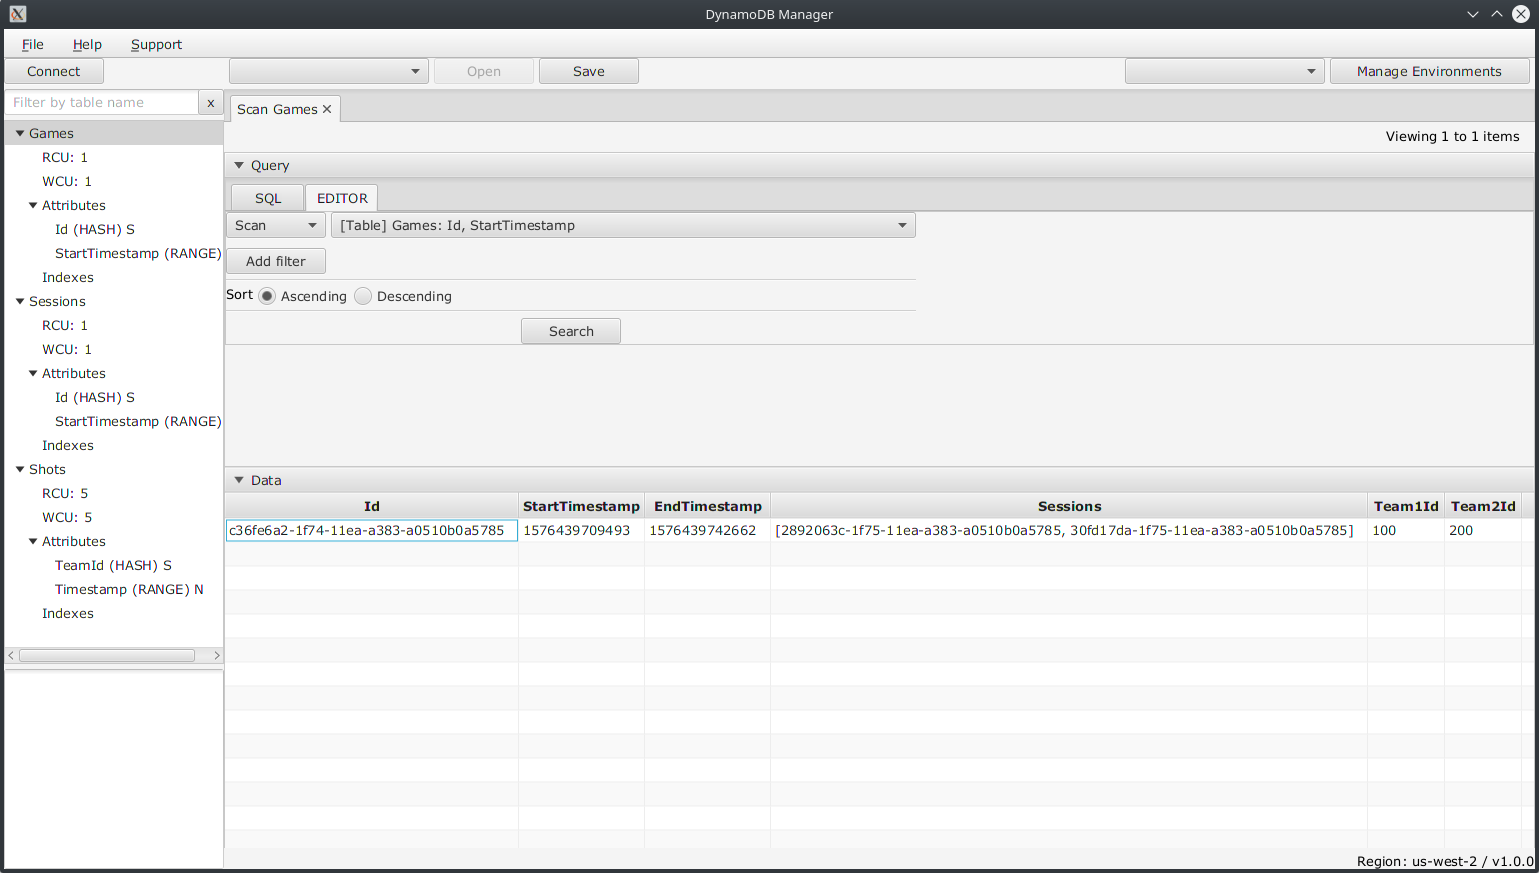 DynamoDB Manager
File Help Support
Connect Open Save Manage Environments
Filter by table name x
Scan Games
Viewing 1 to 1 items
Games
RCU: 1
WCU: 1
Attributes
Id (HASH) S
StartTimestamp (RANGE)
Indexes
Sessions
RCU: 1
WCU: 1
Attributes
Id (HASH) S
StartTimestamp (RANGE)
Indexes
Shots
RCU: 5
WCU: 5
Attributes
TeamId (HASH) S
Timestamp (RANGE) N
Indexes
Query
SQL EDITOR
Scan [Table] Games: Id, StartTimestamp
Add filter
Sort Ascending Descending
Search
Data
Id StartTimestamp EndTimestamp Sessions Team1Id Team2Id
c36fe6a2-1f74-11ea-a383-a0510b0a5785 1576439709493 1576439742662 [2892063c-1f75-11ea-a383-a0510b0a5785, 30fd17da-1f75-11ea-a383-a0510b0a5785] 100 200
Region: us-west-2 / v1.0.0